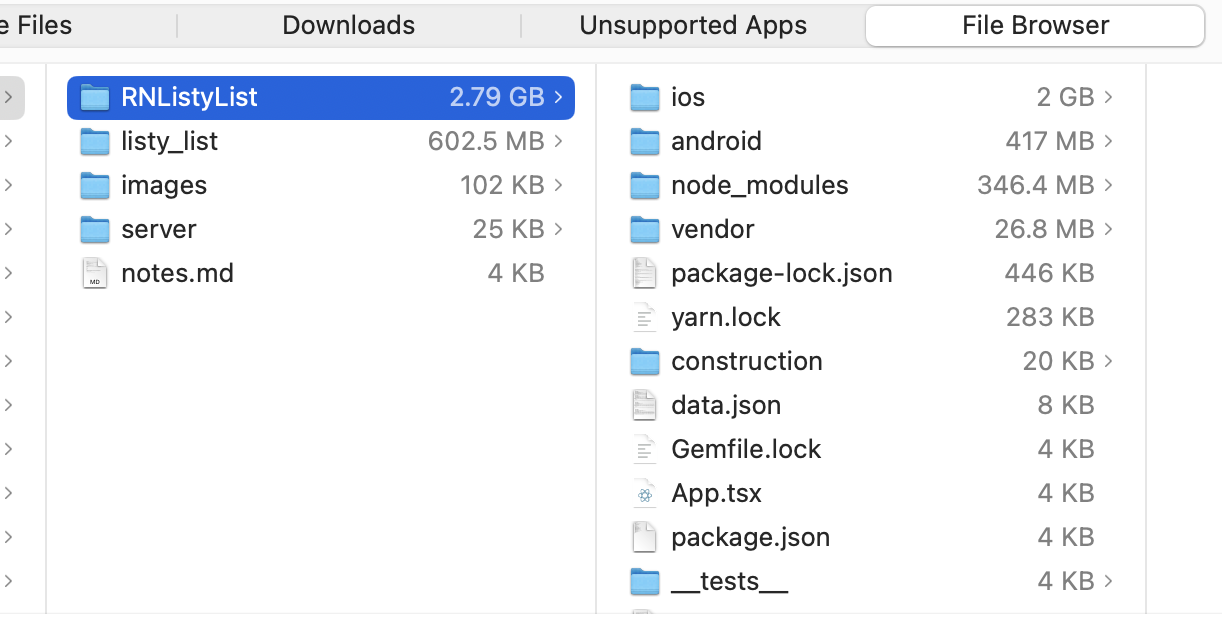 e Files Downloads Unsupported Apps File Browser
RNListyList 2.79 GB
listy_list 602.5 MB
images 102 KB
server 25 KB
notes.md 4 KB
MD
ios 2 GB
android 417 MB
node_modules 346.4 MB
vendor 26.8 MB
package-lock.json 446 KB
yarn.lock 283 KB
construction 20 KB
data.json 8 KB
Gemfile.lock 4 KB
App.tsx 4 KB
package.json 4 KB
__tests__ 4 KB